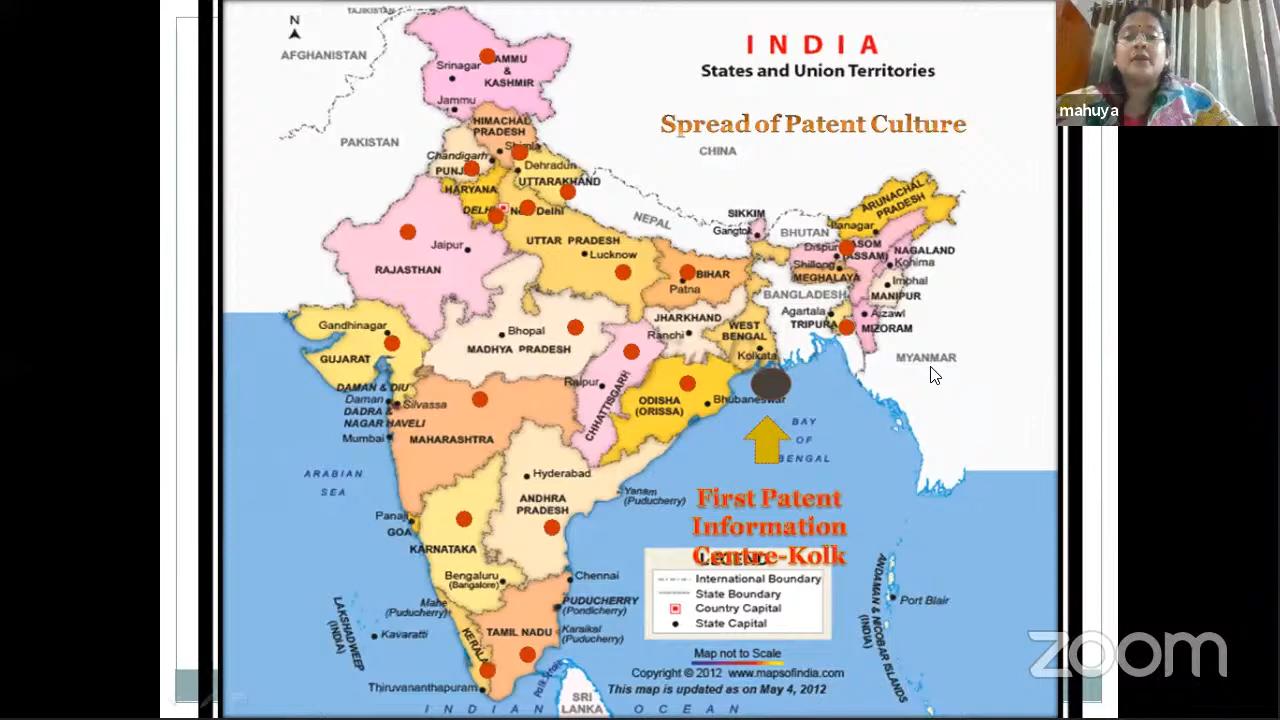 TAJIKISTAN
N
AFGHANISTAN
INDIA
States and Union Territories
Spread of Patent Culture
mahuya
JAMMU
&
KASHMIR
Srinagar
Jammu
HIMACHAL
PRADESH
Shimla
PAKISTAN
CHINA
Chandigarh
PUNJ
Dehradun
UTTARAKHAND
HARYANA
DELHI
New Delhi
ARUNACHAL
PRADESH
NEPAL
SIKKIM
Gangtok
BHUTAN
Itanagar
Dispur
ASOM
(ASSAM)
NAGALAND
Kohima
Shillong
MEGHALAYA
Imphal
MANIPUR
UTTAR PRADESH
Lucknow
Jaipur
RAJASTHAN
BIHAR
Patna
BANGLADESH
Agartala
TRIPURA
Aizawl
MIZORAM
Gandhinagar
GUJARAT
Bhopal
MADHYA PRADESH
JHARKHAND
Ranchi
WEST
BENGAL
Kolkata
MYANMAR
DAMAN & DIU
Daman
Silvassa
DADRA &
NAGAR HAVELI
Mumbai
Raipur
CHHATTISGARH
ODISHA
(ORISSA)
Bhubaneswar
MAHARASHTRA
BAY
OF
BENGAL
ARABIAN
SEA
Hyderabad
ANDHRA
PRADESH
Yanam
(Puducherry)
First Patent
Information
Centre-Kolk
Panaji
GOA
KARNATAKA
LEGEND
International Boundary
State Boundary
Country Capital
State Capital
Bengaluru
(Bangalore)
Chennai
Mahe
(Puducherry)
PUDUCHERRY
(Pondicherry)
Karaikal
(Puducherry)
TAMIL NADU
KERALA
LAKSHADWEEP
(INDIA)
Kavaratti
Thiruvananthapuram
Palk Strait
SRI
LANKA
ANDAMAN & NICOBAR ISLANDS
(INDIA)
Port Blair
Map not to Scale
Copyright © 2012 www.mapsofindia.com
This map is updated as on May 4, 2012
INDIAN OCEAN
zoom